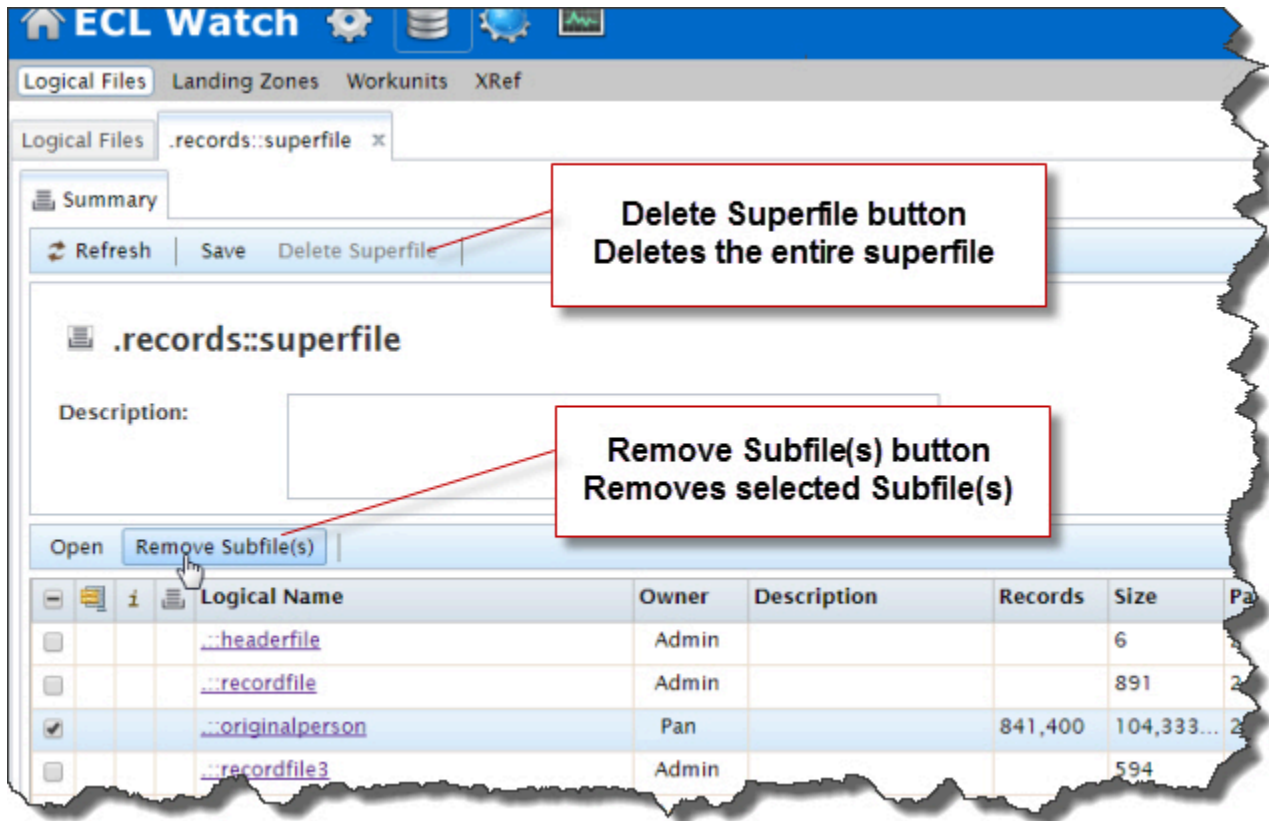 ECL Watch
Logical Files Landing Zones Workunits XRef
Logical Files .records::superfile x
Summary
Refresh | Save Delete Superfile |
Delete Superfile button
Deletes the entire superfile
.records::superfile
Description:
Remove Subfile(s) button
Removes selected Subfile(s)
Open Remove Subfile(s) |
i Logical Name Owner Description Records Size
.::headerfile Admin 6
.::recordfile Admin 891
.::originalperson Pan 841,400 104,333...
.::recordfile3 Admin 594